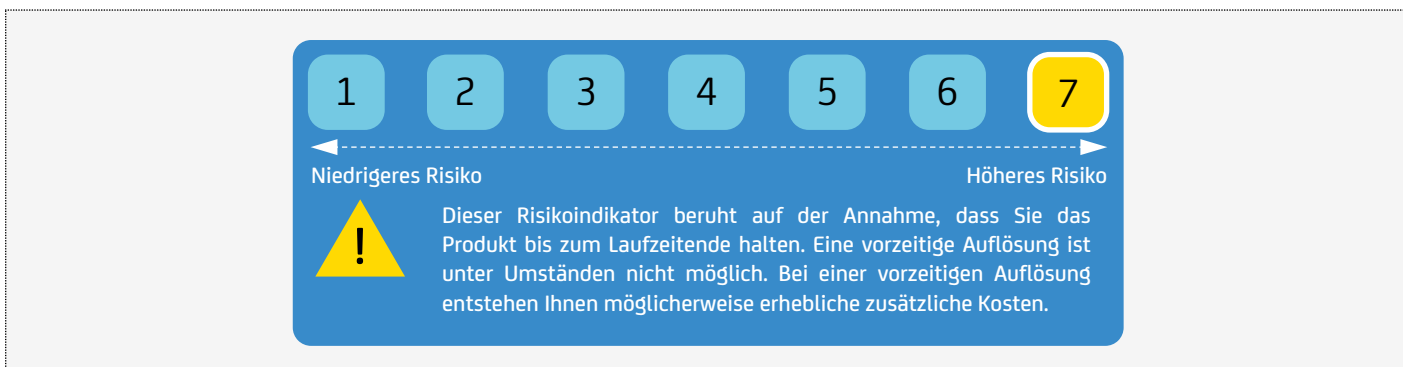 1 2 3 4 5 6 7
Niedrigeres Risiko Höheres Risiko
! Dieser Risikoindikator beruht auf der Annahme, dass Sie das
Produkt bis zum Laufzeitende halten. Eine vorzeitige Auflösung ist
unter Umständen nicht möglich. Bei einer vorzeitigen Auflösung
entstehen Ihnen möglicherweise erhebliche zusätzliche Kosten.